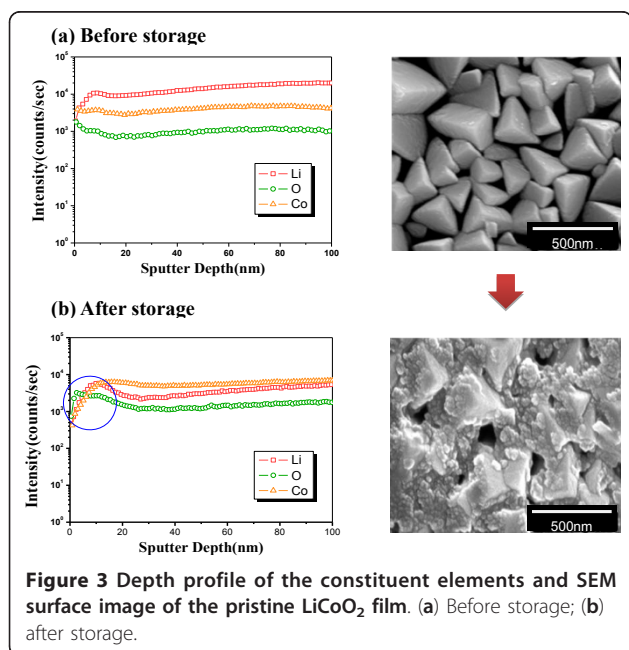 (a) Before storage
10⁵
10⁴
10³
10²
10¹
10⁰
Intensity(counts/sec)
0 20 40 60 80 100
Sputter Depth(nm)
Li
O
Co
500nm
(b) After storage
10⁵
10⁴
10³
10²
10¹
10⁰
Intensity(counts/sec)
0 20 40 60 80 100
Sputter Depth(nm)
Li
O
Co
500nm
Figure 3 Depth profile of the constituent elements and SEM
surface image of the pristine LiCoO₂ film. (a) Before storage; (b)
after storage.